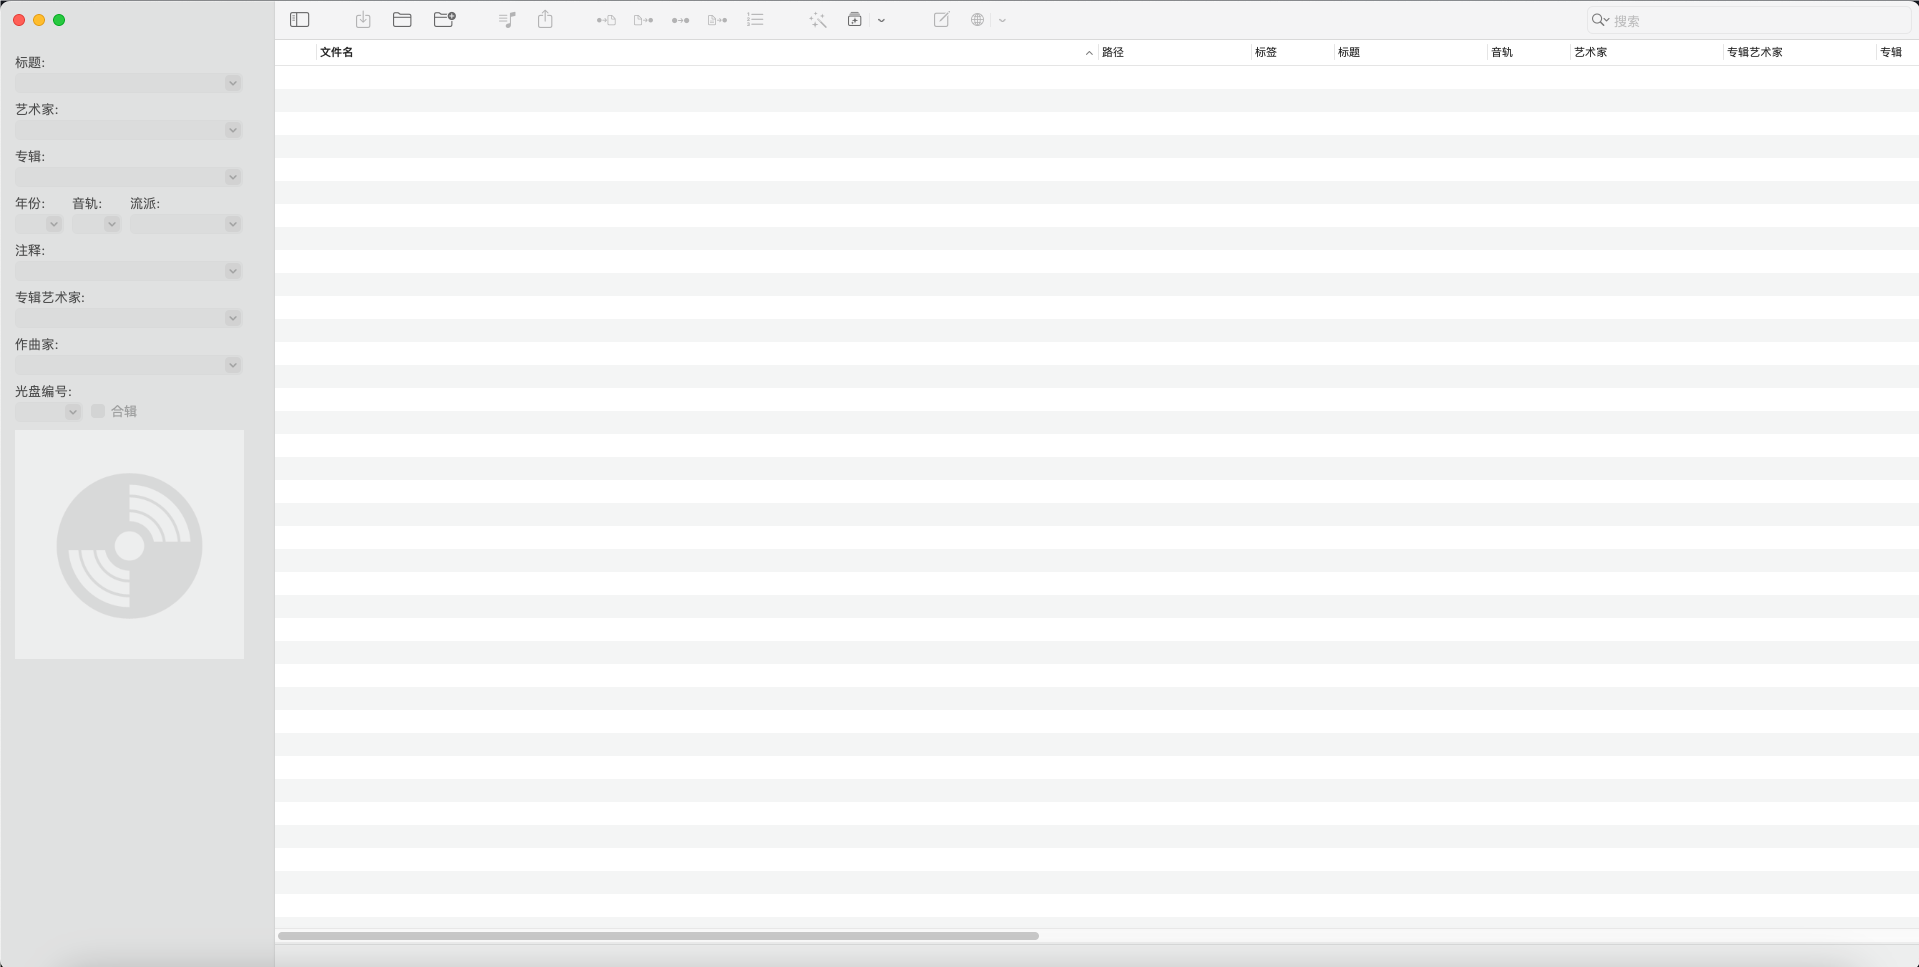 搜索
标题:
艺术家:
专辑:
年份: 音轨: 流派:
注释:
专辑艺术家:
作曲家:
光盘编号:
合辑
文件名 路径 标签 标题 音轨 艺术家 专辑艺术家 专辑